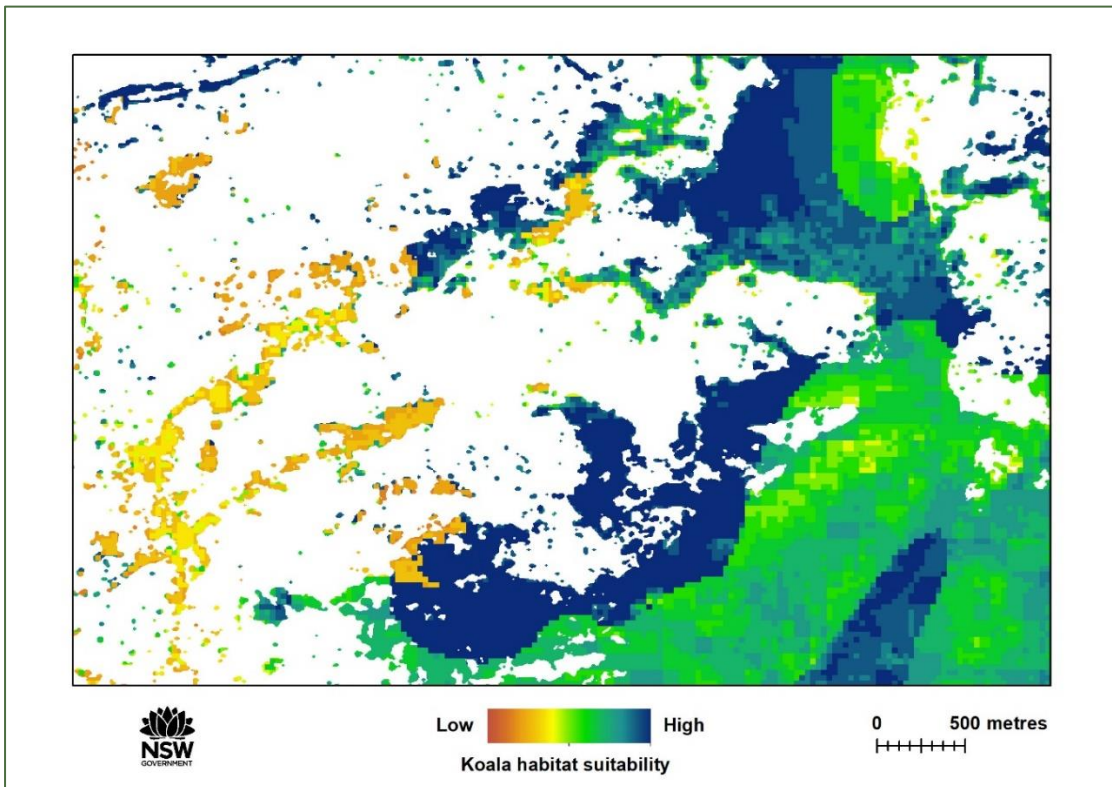 Low
High
Koala habitat suitability
0 500 metres
NSW
GOVERNMENT